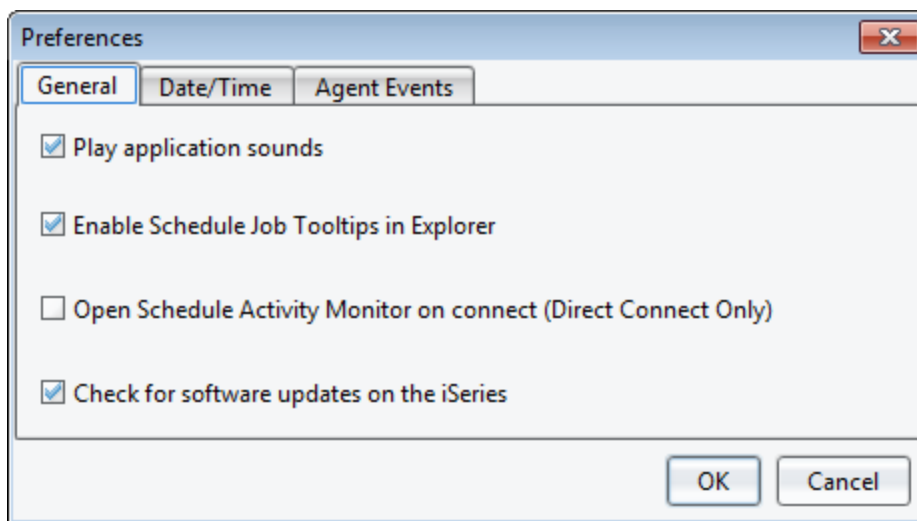 Preferences
General Date/Time Agent Events
Play application sounds
Enable Schedule Job Tooltips in Explorer
Open Schedule Activity Monitor on connect (Direct Connect Only)
Check for software updates on the iSeries
OK Cancel